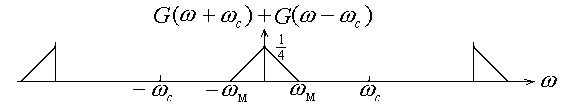 G(ω + ω_c) + G(ω − ω_c)
1/4
−ω_c −ω_M ω_M ω_c ω